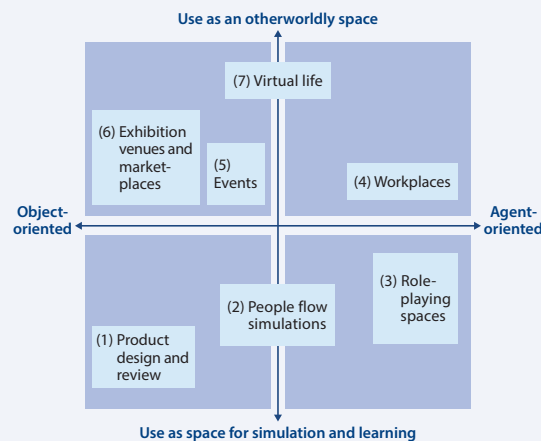 Use as an otherworldly space
(7) Virtual life
(6) Exhibition
venues and
market-
places
(5)
Events
(4) Workplaces
Object-
oriented
Agent-
oriented
(3) Role-
playing
spaces
(2) People flow
simulations
(1) Product
design and
review
Use as space for simulation and learning